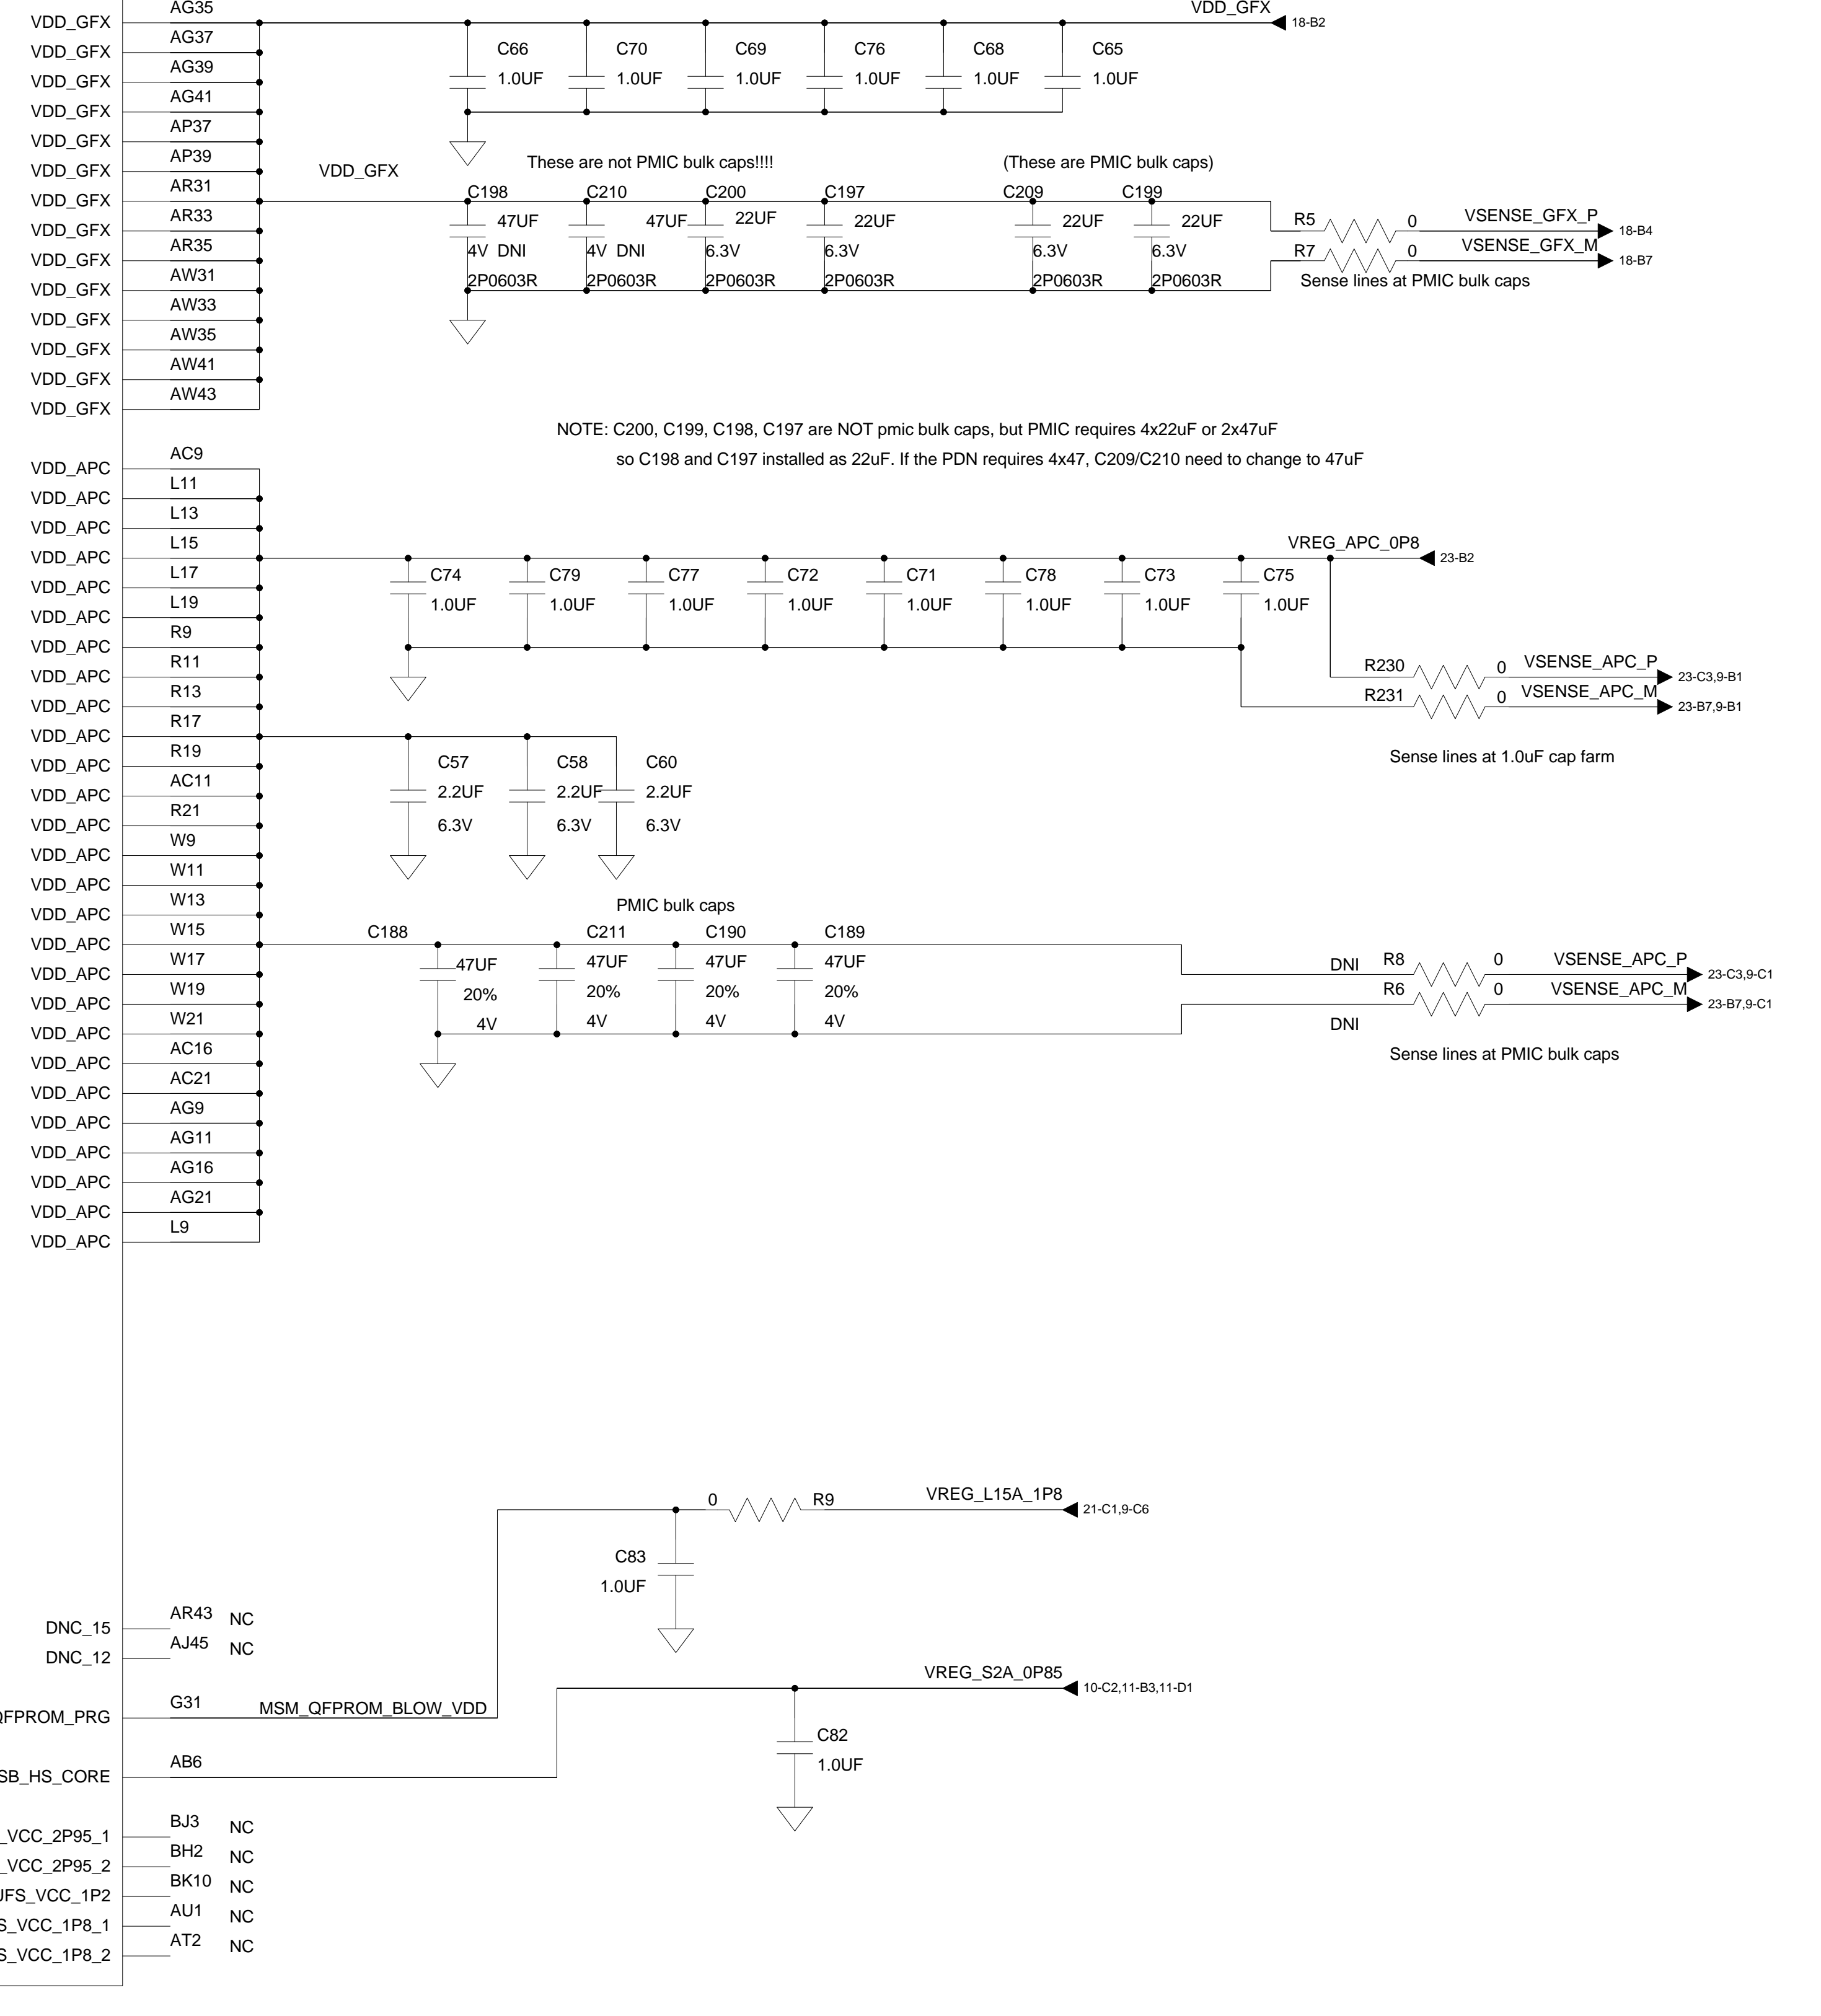 AG35
VDD_GFX
VDD_GFX 18-B2
AG37
VDD_GFX
AG39
VDD_GFX
AG41
VDD_GFX
AP37
VDD_GFX
AP39
VDD_GFX
AR31
VDD_GFX
AR33
VDD_GFX
AR35
VDD_GFX
AW31
VDD_GFX
AW33
VDD_GFX
AW35
VDD_GFX
AW41
VDD_GFX
AW43
VDD_GFX
C66 C70 C69 C76 C68 C65
1.0UF 1.0UF 1.0UF 1.0UF 1.0UF 1.0UF
These are not PMIC bulk caps!!!! (These are PMIC bulk caps)
VDD_GFX
C198 C210 C200 C197 C209 C199
47UF 47UF 22UF 22UF 22UF 22UF
4V DNI 4V DNI 6.3V 6.3V 6.3V 6.3V
2P0603R 2P0603R 2P0603R 2P0603R 2P0603R 2P0603R
R5 0 VSENSE_GFX_P 18-B4
R7 0 VSENSE_GFX_M 18-B7
Sense lines at PMIC bulk caps
NOTE: C200, C199, C198, C197 are NOT pmic bulk caps, but PMIC requires 4x22uF or 2x47uF
so C198 and C197 installed as 22uF. If the PDN requires 4x47, C209/C210 need to change to 47uF
AC9
VDD_APC
L11
VDD_APC
L13
VDD_APC
L15
VDD_APC
L17
VDD_APC
L19
VDD_APC
R9
VDD_APC
R11
VDD_APC
R13
VDD_APC
R17
VDD_APC
R19
VDD_APC
AC11
VDD_APC
R21
VDD_APC
W9
VDD_APC
W11
VDD_APC
W13
VDD_APC
W15
VDD_APC
W17
VDD_APC
W19
VDD_APC
W21
VDD_APC
AC16
VDD_APC
AC21
VDD_APC
AG9
VDD_APC
AG11
VDD_APC
AG16
VDD_APC
AG21
VDD_APC
L9
VDD_APC
VREG_APC_0P8 23-B2
C74 C79 C77 C72 C71 C78 C73 C75
1.0UF 1.0UF 1.0UF 1.0UF 1.0UF 1.0UF 1.0UF 1.0UF
R230 0 VSENSE_APC_P 23-C3,9-B1
R231 0 VSENSE_APC_M 23-B7,9-B1
Sense lines at 1.0uF cap farm
C57 C58 C60
2.2UF 2.2UF 2.2UF
6.3V 6.3V 6.3V
PMIC bulk caps
C188 C211 C190 C189
47UF 47UF 47UF 47UF
20% 20% 20% 20%
4V 4V 4V 4V
DNI R8 0 VSENSE_APC_P 23-C3,9-C1
R6 0 VSENSE_APC_M 23-B7,9-C1
DNI
Sense lines at PMIC bulk caps
0 R9 VREG_L15A_1P8 21-C1,9-C6
C83
1.0UF
AR43 NC
DNC_15
AJ45 NC
DNC_12
VREG_S2A_0P85 10-C2,11-B3,11-D1
G31 MSM_QFPROM_BLOW_VDD
QFPROM_PRG
C82
1.0UF
AB6
SB_HS_CORE
BJ3 NC
_VCC_2P95_1
BH2 NC
_VCC_2P95_2
BK10 NC
UFS_VCC_1P2
AU1 NC
S_VCC_1P8_1
AT2 NC
S_VCC_1P8_2